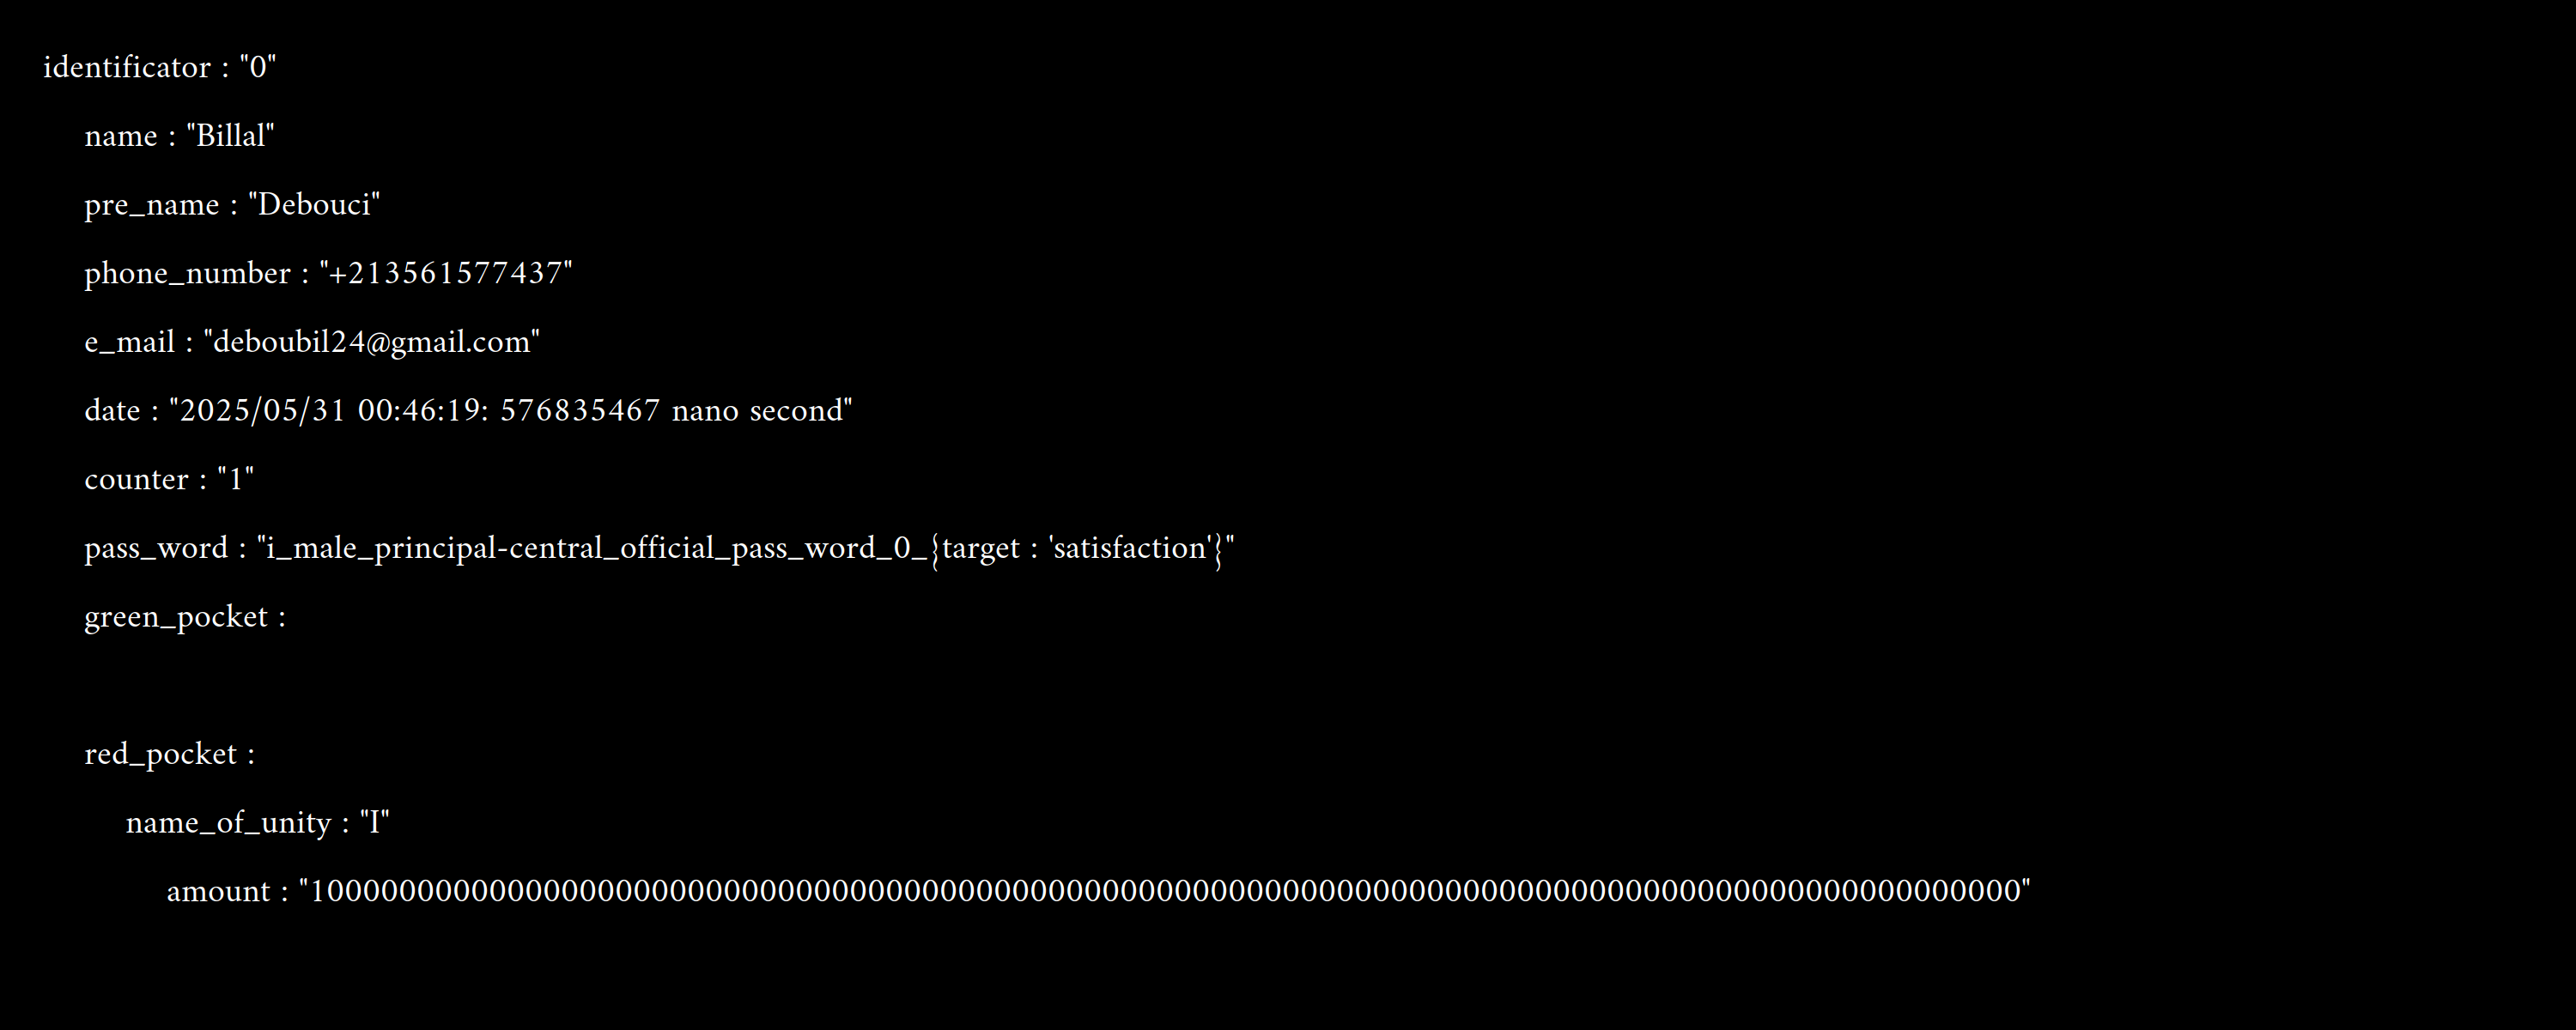 identificator : "0"
name : "Billal"
pre_name : "Debouci"
phone_number : "+213561577437"
e_mail : "deboubil24@gmail.com"
date : "2025/05/31 00:46:19: 576835467 nano second"
counter : "1"
pass_word : "i_male_principal-central_official_pass_word_0_{target : 'satisfaction'}"
green_pocket :
red_pocket :
name_of_unity : "I"
amount : "100000000000000000000000000000000000000000000000000000000000000000000000000000000000000000000000"